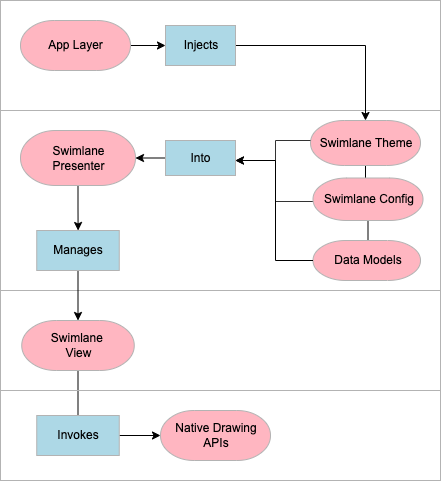 App Layer
Injects
Swimlane Theme
Swimlane
Presenter
Into
Swimlane Config
Manages
Data Models
Swimlane
View
Invokes
Native Drawing
APIs